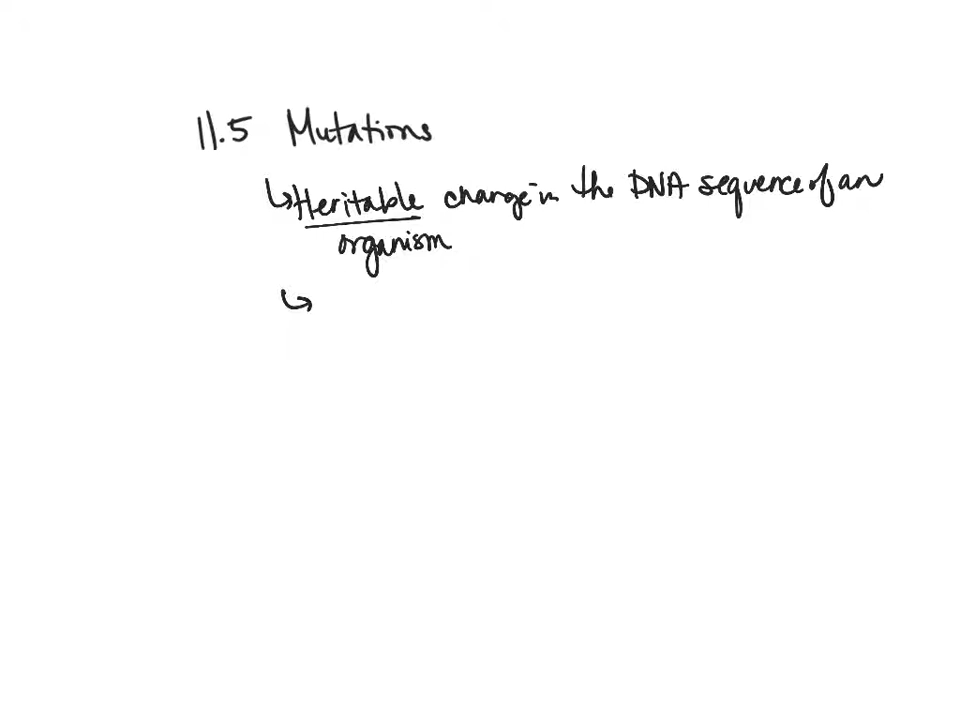 11.5 Mutations
↳ Heritable change in the DNA sequence of an
organism
↳